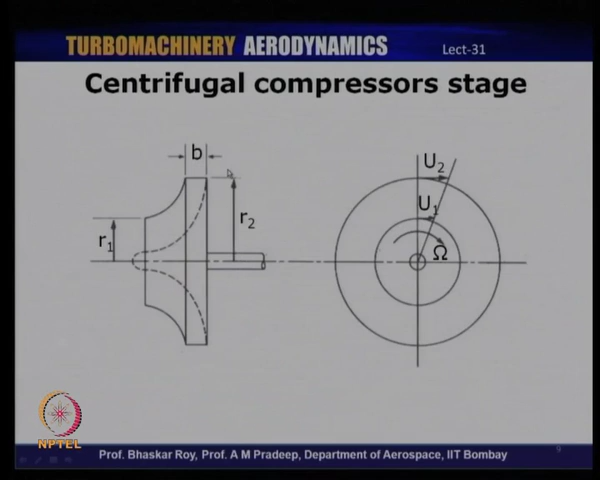 TURBOMACHINERY AERODYNAMICS Lect-31
Centrifugal compressors stage
b
r1
r2
U2
U1
Ω
NPTEL
Prof. Bhaskar Roy, Prof. A M Pradeep, Department of Aerospace, IIT Bombay
9